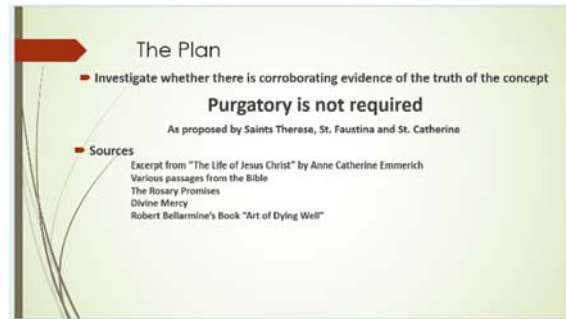 The Plan
Investigate whether there is corroborating evidence of the truth of the concept
Purgatory is not required
As proposed by Saints Therese, St. Faustina and St. Catherine
Sources
Excerpt from "The Life of Jesus Christ" by Anne Catherine Emmerich
Various passages from the Bible
The Rosary Promises
Divine Mercy
Robert Bellarmine's Book "Art of Dying Well"